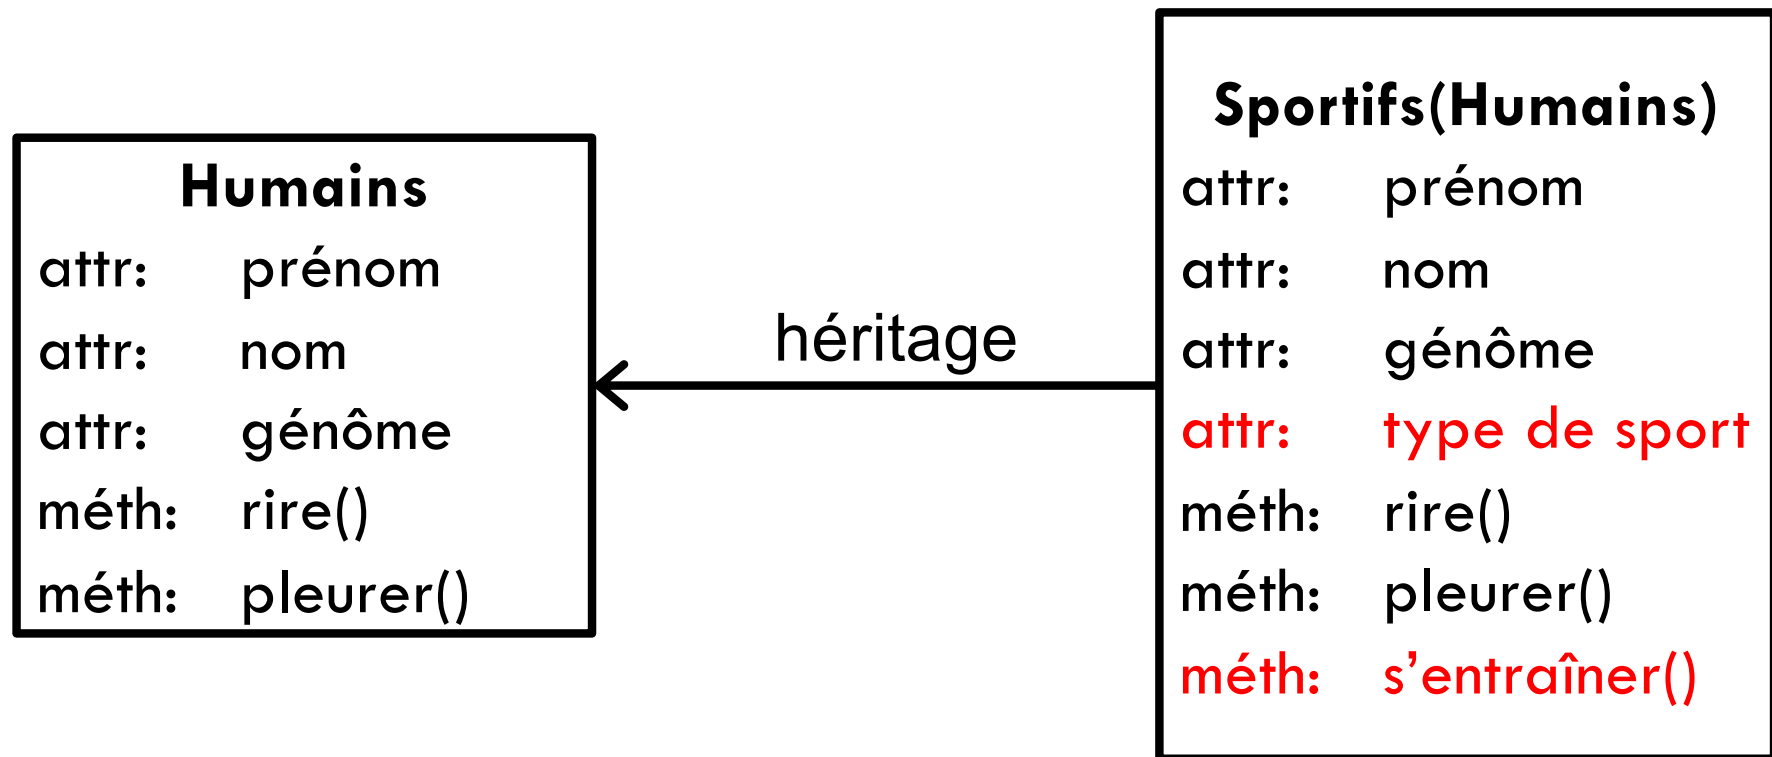 Humains
attr: prénom
attr: nom
attr: génôme
méth: rire()
méth: pleurer()
héritage
Sportifs(Humains)
attr: prénom
attr: nom
attr: génôme
attr: type de sport
méth: rire()
méth: pleurer()
méth: s’entraîner()